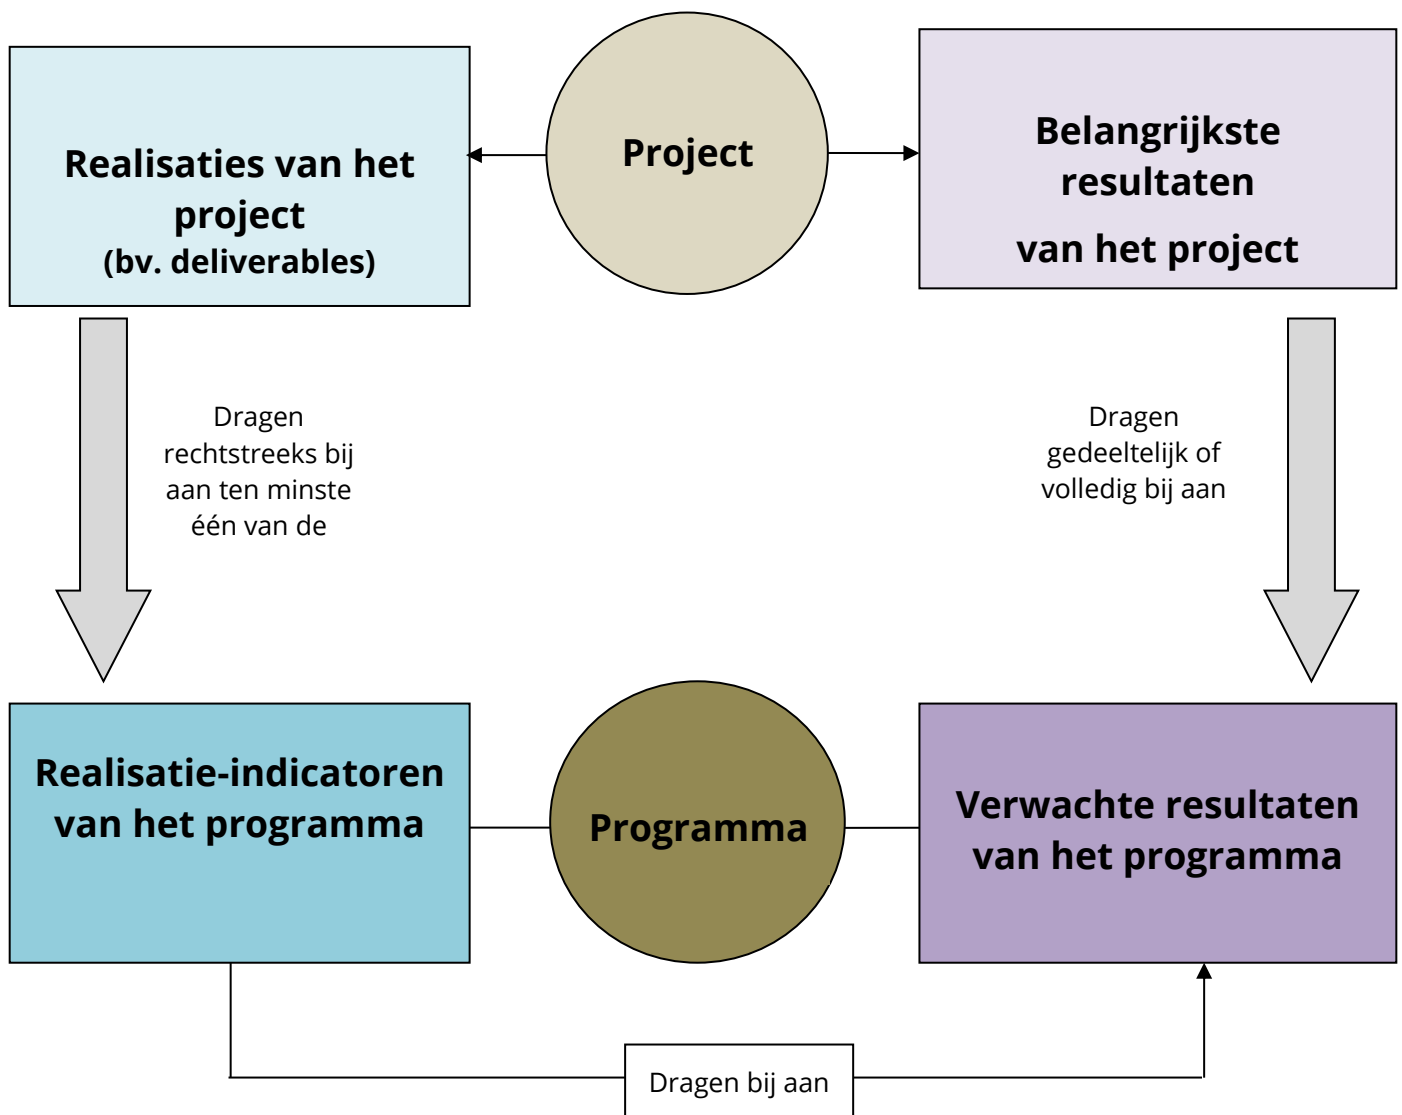 Realisaties van het
project
(bv. deliverables)
Project
Belangrijkste
resultaten
van het project
Dragen
rechtstreeks bij
aan ten minste
één van de
Dragen
gedeeltelijk of
volledig bij aan
Realisatie-indicatoren
van het programma
Programma
Verwachte resultaten
van het programma
Dragen bij aan